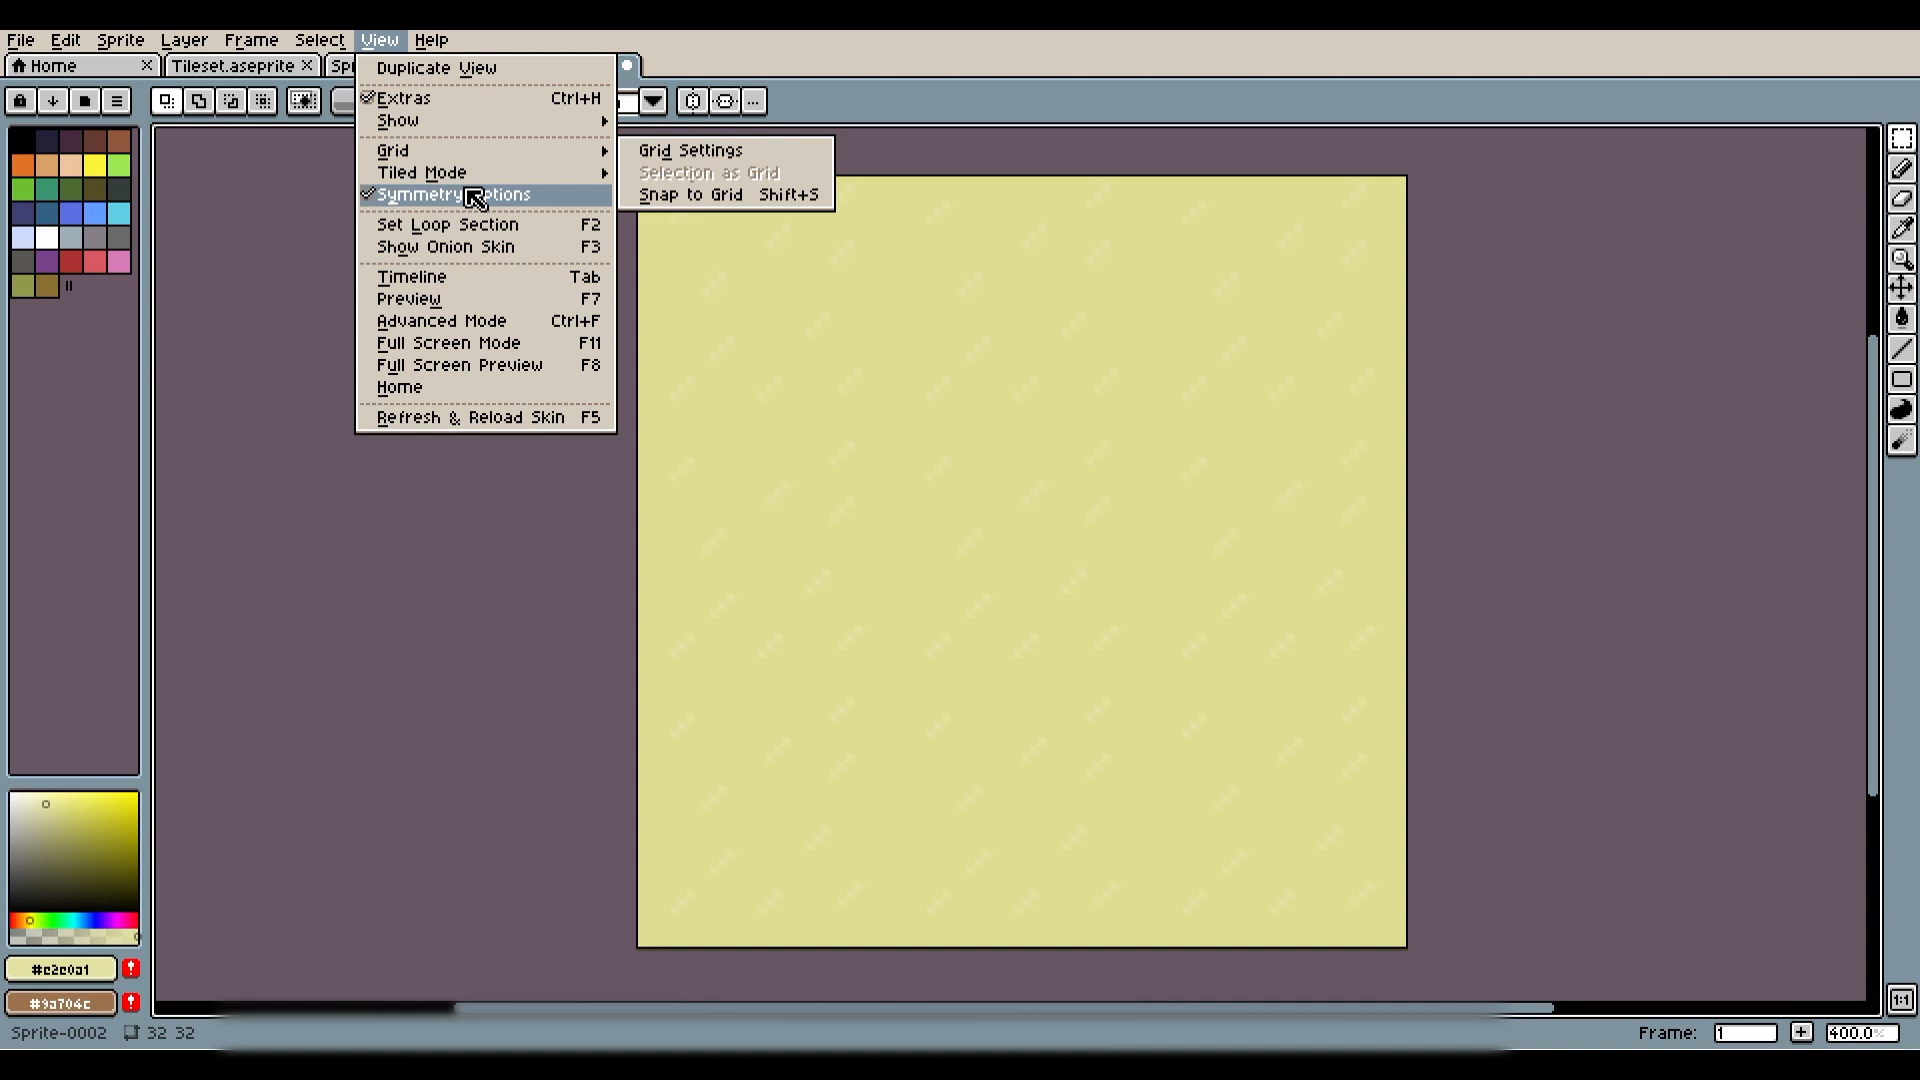 File Edit Sprite Layer Frame Select View Help
Home Tileset.aseprite
Duplicate View
Extras Ctrl+H
Show
Grid
Tiled Mode
Symmetry
Set Loop Section F2
Show Onion Skin F3
Timeline Tab
Preview F7
Advanced Mode Ctrl+F
Full Screen Mode F11
Full Screen Preview F8
Home
Refresh & Reload Skin F5
Grid Settings
Selection as Grid
Snap to Grid Shift+S
#9a704c
1:1
Sprite-0002 32 32
Frame: 1 400.0